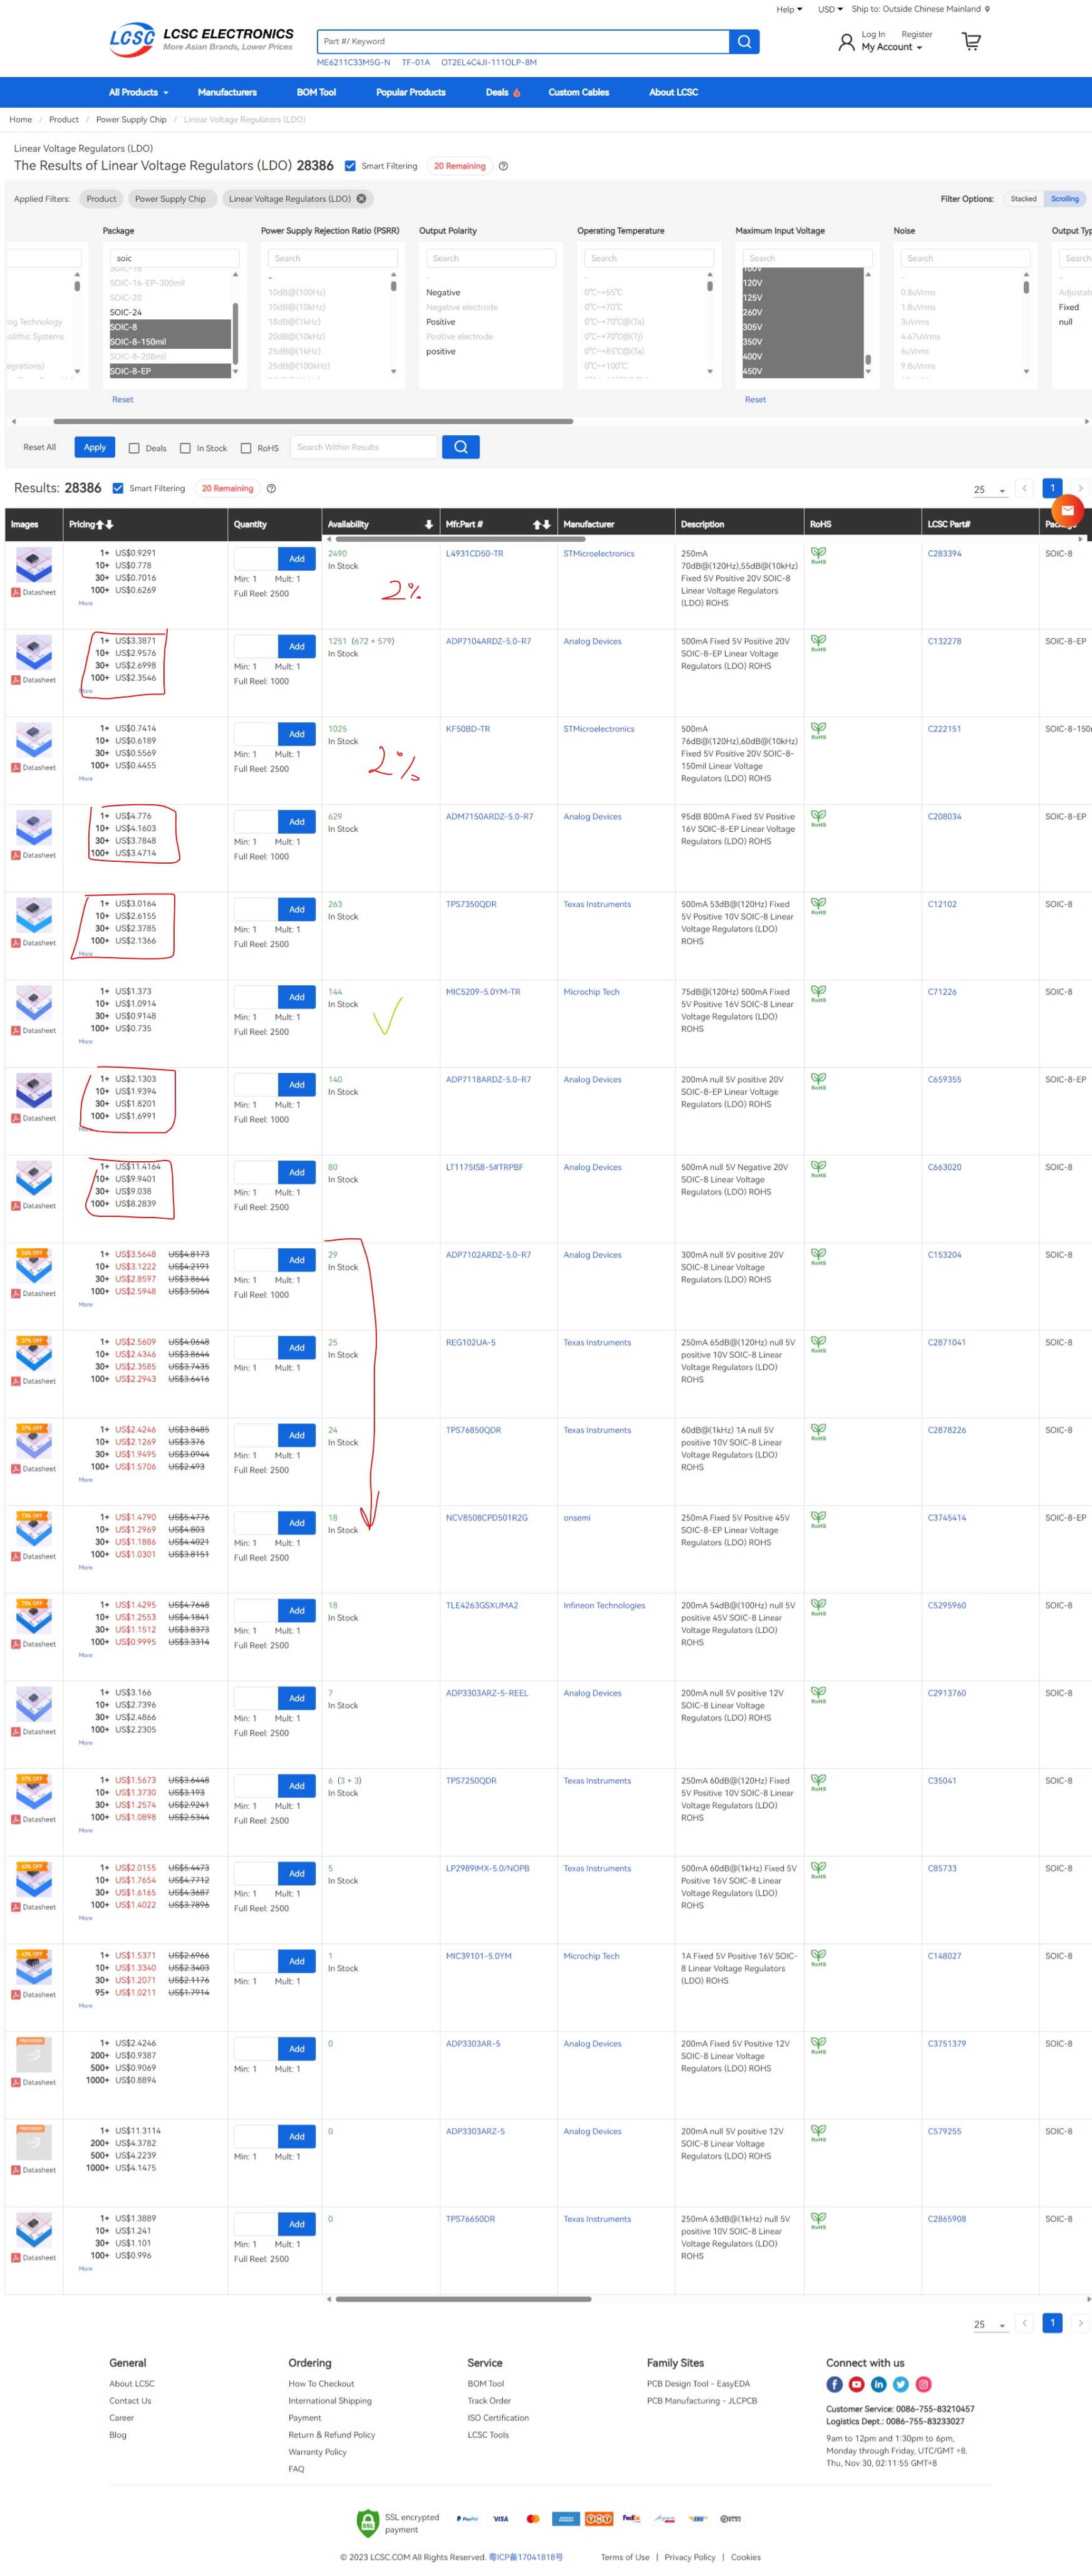 Help
USD
Ship to: Outside Chinese Mainland
LCSC
LCSC ELECTRONICS
More Asian Brands, Lower Prices
Part #/ Keyword
Log In Register
My Account
ME6211C33M5G-N TF-01A OT2EL4C4JI-111OLP-8M
All Products Manufacturers BOM Tool Popular Products Deals Custom Cables About LCSC
Home / Product / Power Supply Chip / Linear Voltage Regulators (LDO)
Linear Voltage Regulators (LDO)
The Results of Linear Voltage Regulators (LDO) 28386 Smart Filtering 20 Remaining
Applied Filters: Product Power Supply Chip Linear Voltage Regulators (LDO)
Filter Options: Stacked Scrolling
Package
soic
SOIC-16-EP-300mil
SOIC-20
SOIC-24
SOIC-8
SOIC-8-150mil
SOIC-8-208mil
SOIC-8-EP
Reset
Power Supply Rejection Ratio (PSRR)
Search
-
10dB@(100Hz)
10dB@(10kHz)
18dB@(1kHz)
20dB@(10kHz)
25dB@(1kHz)
25dB@(100kHz)
Output Polarity
Search
-
Negative
Negative electrode
Positive
Positive electrode
positive
Operating Temperature
Search
-
0℃~+55℃
0℃~+70℃
0℃~+70℃@(Ta)
0℃~+70℃@(Tj)
0℃~+85℃@(Ta)
0℃~+100℃
Maximum Input Voltage
Search
100V
120V
125V
260V
305V
350V
400V
450V
Reset
Noise
Search
-
0.8uVrms
1.8uVrms
3uVrms
4.67uVrms
6uVrms
9.8uVrms
Output Typ
Search
-
Adjustab
Fixed
null
og Technology
olithic Systems
egrations)
Reset All Apply Deals In Stock RoHS Search Within Results
Results: 28386 Smart Filtering 20 Remaining
25 1
Images Pricing Quantity Availability Mfr.Part # Manufacturer Description RoHS LCSC Part#
Datasheet
1+ US$0.9291
10+ US$0.778
30+ US$0.7016
100+ US$0.6269
More
Add
Min: 1 Mult: 1
Full Reel: 2500
2490
In Stock
2%
L4931CD50-TR
STMicroelectronics
250mA
70dB@(120Hz),55dB@(10kHz)
Fixed 5V Positive 20V SOIC-8
Linear Voltage Regulators
(LDO) ROHS
RoHS
C283394
SOIC-8
Datasheet
1+ US$3.3871
10+ US$2.9576
30+ US$2.6998
100+ US$2.3546
More
Add
Min: 1 Mult: 1
Full Reel: 1000
1251 (672 + 579)
In Stock
ADP7104ARDZ-5.0-R7
Analog Devices
500mA Fixed 5V Positive 20V
SOIC-8-EP Linear Voltage
Regulators (LDO) ROHS
RoHS
C132278
SOIC-8-EP
Datasheet
1+ US$0.7414
10+ US$0.6189
30+ US$0.5569
100+ US$0.4455
More
Add
Min: 1 Mult: 1
Full Reel: 2500
1025
In Stock
2%
KF50BD-TR
STMicroelectronics
500mA
76dB@(120Hz),60dB@(10kHz)
Fixed 5V Positive 20V SOIC-8-
150mil Linear Voltage
Regulators (LDO) ROHS
RoHS
C222151
SOIC-8-150
Datasheet
1+ US$4.776
10+ US$4.1603
30+ US$3.7848
100+ US$3.4714
Add
Min: 1 Mult: 1
Full Reel: 1000
629
In Stock
ADM7150ARDZ-5.0-R7
Analog Devices
95dB 800mA Fixed 5V Positive
16V SOIC-8-EP Linear Voltage
Regulators (LDO) ROHS
RoHS
C208034
SOIC-8-EP
Datasheet
1+ US$3.0164
10+ US$2.6155
30+ US$2.3785
100+ US$2.1366
More
Add
Min: 1 Mult: 1
Full Reel: 2500
263
In Stock
TPS7350QDR
Texas Instruments
500mA 53dB@(120Hz) Fixed
5V Positive 10V SOIC-8 Linear
Voltage Regulators (LDO)
ROHS
RoHS
C12102
SOIC-8
Datasheet
1+ US$1.373
10+ US$1.0914
30+ US$0.9148
100+ US$0.735
More
Add
Min: 1 Mult: 1
Full Reel: 2500
144
In Stock
MIC5209-5.0YM-TR
Microchip Tech
75dB@(120Hz) 500mA Fixed
5V Positive 16V SOIC-8 Linear
Voltage Regulators (LDO)
ROHS
RoHS
C71226
SOIC-8
Datasheet
1+ US$2.1303
10+ US$1.9394
30+ US$1.8201
100+ US$1.6991
More
Add
Min: 1 Mult: 1
Full Reel: 1000
140
In Stock
ADP7118ARDZ-5.0-R7
Analog Devices
200mA null 5V positive 20V
SOIC-8-EP Linear Voltage
Regulators (LDO) ROHS
RoHS
C659355
SOIC-8-EP
Datasheet
1+ US$11.4164
10+ US$9.9401
30+ US$9.038
100+ US$8.2839
Add
Min: 1 Mult: 1
Full Reel: 2500
80
In Stock
LT1175IS8-5#TRPBF
Analog Devices
500mA null 5V Negative 20V
SOIC-8 Linear Voltage
Regulators (LDO) ROHS
RoHS
C663020
SOIC-8
Datasheet
1+ US$3.5648 US$4.8173
10+ US$3.1222 US$4.2191
30+ US$2.8597 US$3.8644
100+ US$2.5948 US$3.5064
More
Add
Min: 1 Mult: 1
Full Reel: 1000
29
In Stock
ADP7102ARDZ-5.0-R7
Analog Devices
300mA null 5V positive 20V
SOIC-8 Linear Voltage
Regulators (LDO) ROHS
RoHS
C153204
SOIC-8
Datasheet
1+ US$2.5609 US$4.0648
10+ US$2.4346 US$3.8644
30+ US$2.3585 US$3.7435
100+ US$2.2943 US$3.6416
Add
Min: 1 Mult: 1
25
In Stock
REG102UA-5
Texas Instruments
250mA 65dB@(120Hz) null 5V
positive 10V SOIC-8 Linear
Voltage Regulators (LDO)
ROHS
RoHS
C2871041
SOIC-8
Datasheet
1+ US$2.4246 US$3.8485
10+ US$2.1269 US$3.376
30+ US$1.9495 US$3.0944
100+ US$1.5706 US$2.493
More
Add
Min: 1 Mult: 1
Full Reel: 2500
24
In Stock
TPS76850QDR
Texas Instruments
60dB@(1kHz) 1A null 5V
positive 10V SOIC-8 Linear
Voltage Regulators (LDO)
ROHS
RoHS
C2878226
SOIC-8
Datasheet
1+ US$1.4790 US$5.4776
10+ US$1.2969 US$4.803
30+ US$1.1886 US$4.4021
100+ US$1.0301 US$3.8151
More
Add
Min: 1 Mult: 1
Full Reel: 2500
18
In Stock
NCV8508CPD501R2G
onsemi
250mA Fixed 5V Positive 45V
SOIC-8-EP Linear Voltage
Regulators (LDO) ROHS
RoHS
C3745414
SOIC-8-EP
Datasheet
1+ US$1.4295 US$4.7648
10+ US$1.2553 US$4.1841
30+ US$1.1512 US$3.8373
100+ US$0.9995 US$3.3314
More
Add
Min: 1 Mult: 1
Full Reel: 2500
18
In Stock
TLE4263GSXUMA2
Infineon Technologies
200mA 54dB@(100Hz) null 5V
positive 45V SOIC-8 Linear
Voltage Regulators (LDO)
ROHS
RoHS
C5295960
SOIC-8
Datasheet
1+ US$3.166
10+ US$2.7396
30+ US$2.4866
100+ US$2.2305
More
Add
Min: 1 Mult: 1
Full Reel: 2500
7
In Stock
ADP3303ARZ-5-REEL
Analog Devices
200mA null 5V positive 12V
SOIC-8 Linear Voltage
Regulators (LDO) ROHS
RoHS
C2913760
SOIC-8
Datasheet
1+ US$1.5673 US$3.6448
10+ US$1.3730 US$3.193
30+ US$1.2574 US$2.9241
100+ US$1.0898 US$2.5344
More
Add
Min: 1 Mult: 1
Full Reel: 2500
6 (3 + 3)
In Stock
TPS7250QDR
Texas Instruments
250mA 60dB@(120Hz) Fixed
5V Positive 10V SOIC-8 Linear
Voltage Regulators (LDO)
ROHS
RoHS
C35041
SOIC-8
Datasheet
1+ US$2.0155 US$5.4473
10+ US$1.7654 US$4.7712
30+ US$1.6165 US$4.3687
100+ US$1.4022 US$3.7896
More
Add
Min: 1 Mult: 1
Full Reel: 2500
5
In Stock
LP2989IMX-5.0/NOPB
Texas Instruments
500mA 60dB@(1kHz) Fixed 5V
Positive 16V SOIC-8 Linear
Voltage Regulators (LDO)
ROHS
RoHS
C85733
SOIC-8
Datasheet
1+ US$1.5371 US$2.6966
10+ US$1.3340 US$2.3403
30+ US$1.2071 US$2.1176
95+ US$1.0211 US$1.7914
More
Add
Min: 1 Mult: 1
1
In Stock
MIC39101-5.0YM
Microchip Tech
1A Fixed 5V Positive 16V SOIC-
8 Linear Voltage Regulators
(LDO) ROHS
RoHS
C148027
SOIC-8
Datasheet
1+ US$2.4246
200+ US$0.9387
500+ US$0.9069
1000+ US$0.8894
Add
Min: 1 Mult: 1
0
ADP3303AR-5
Analog Devices
200mA Fixed 5V Positive 12V
SOIC-8 Linear Voltage
Regulators (LDO) ROHS
RoHS
C3751379
SOIC-8
Datasheet
1+ US$11.3114
200+ US$4.3782
500+ US$4.2239
1000+ US$4.1475
Add
Min: 1 Mult: 1
0
ADP3303ARZ-5
Analog Devices
200mA null 5V positive 12V
SOIC-8 Linear Voltage
Regulators (LDO) ROHS
RoHS
C579255
SOIC-8
Datasheet
1+ US$1.3889
10+ US$1.241
30+ US$1.101
100+ US$0.996
More
Add
Min: 1 Mult: 1
Full Reel: 2500
0
TPS76650DR
Texas Instruments
250mA 63dB@(1kHz) null 5V
positive 10V SOIC-8 Linear
Voltage Regulators (LDO)
ROHS
RoHS
C2865908
SOIC-8
25 1
General
About LCSC
Contact Us
Career
Blog
Ordering
How To Checkout
International Shipping
Payment
Return & Refund Policy
Warranty Policy
FAQ
Service
BOM Tool
Track Order
ISO Certification
LCSC Tools
Family Sites
PCB Design Tool - EasyEDA
PCB Manufacturing - JLCPCB
Connect with us
Customer Service: 0086-755-83210457
Logistics Dept.: 0086-755-83233027
9am to 12pm and 1:30pm to 6pm,
Monday through Friday, UTC/GMT +8.
Thu, Nov 30, 02:11:55 GMT+8
SSL
SSL encrypted
payment
PayPal VISA TNT FedEx EMS
© 2023 LCSC.COM All Rights Reserved. 粤ICP备17041818号 Terms of Use | Privacy Policy | Cookies